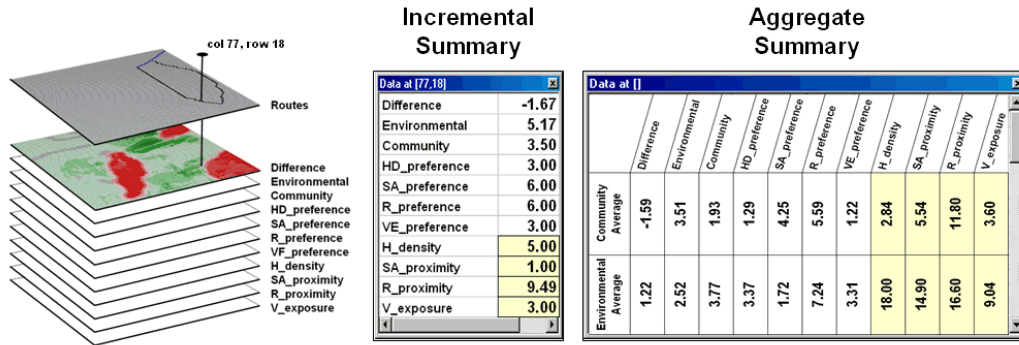 Incremental
Summary
Aggregate
Summary
col 77, row 18
Routes
Difference
Environmental
Community
HD_preference
SA_preference
R_preference
VF_preference
H_density
SA_proximity
R_proximity
V_exposure
Data at [77,18]
Difference -1.67
Environmental 5.17
Community 3.50
HD_preference 3.00
SA_preference 6.00
R_preference 6.00
VE_preference 3.00
H_density 5.00
SA_proximity 1.00
R_proximity 9.49
V_exposure 3.00
Data at []
Difference Environmental Community HD_preference SA_preference R_preference VE_preference H_density SA_proximity R_proximity V_exposure
Community
Average
-1.59 3.51 1.93 1.29 4.25 5.59 1.22 2.84 5.54 11.80 3.60
Environmental
Average
1.22 2.52 3.77 3.37 1.72 7.24 3.31 18.00 14.90 16.60 9.04